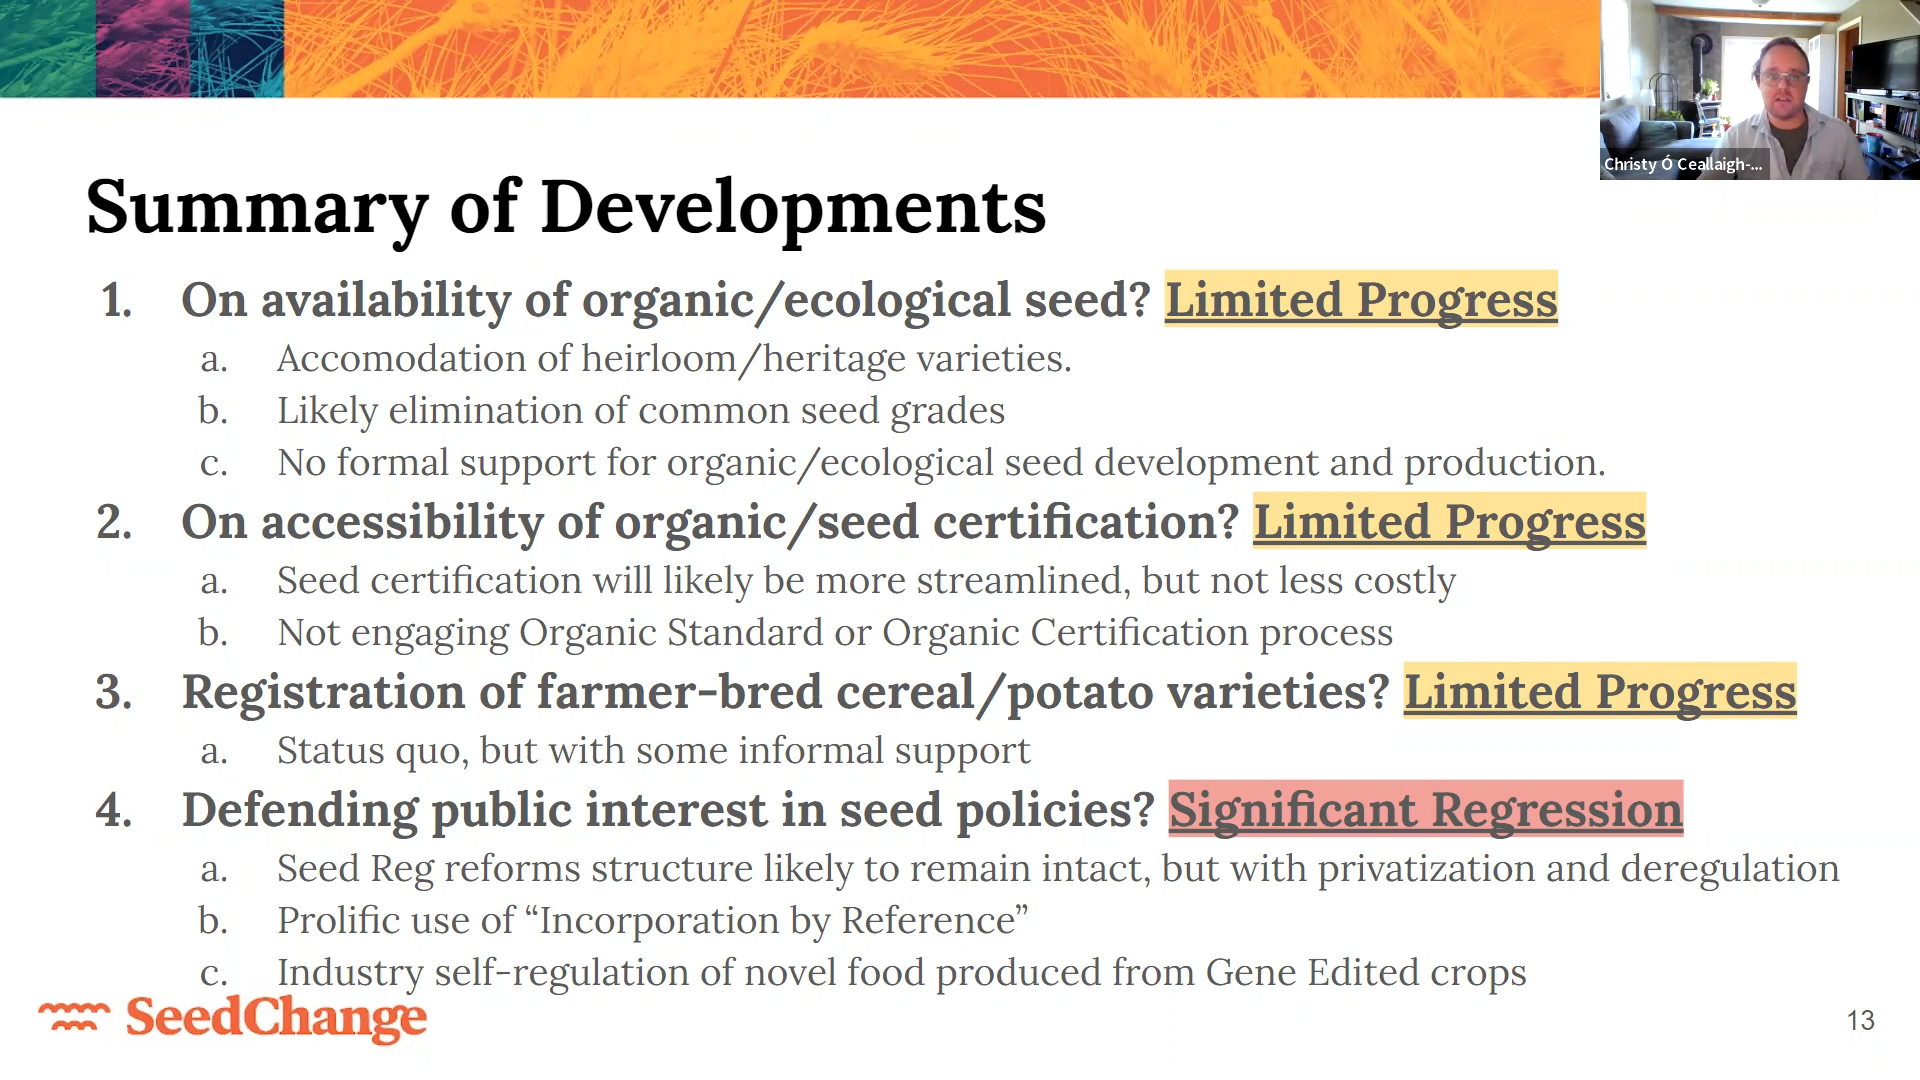 Christy Ó Ceallaigh-...
Summary of Developments
1. On availability of organic/ecological seed? Limited Progress
a. Accomodation of heirloom/heritage varieties.
b. Likely elimination of common seed grades
c. No formal support for organic/ecological seed development and production.
2. On accessibility of organic/seed certification? Limited Progress
a. Seed certification will likely be more streamlined, but not less costly
b. Not engaging Organic Standard or Organic Certification process
3. Registration of farmer-bred cereal/potato varieties? Limited Progress
a. Status quo, but with some informal support
4. Defending public interest in seed policies? Significant Regression
a. Seed Reg reforms structure likely to remain intact, but with privatization and deregulation
b. Prolific use of “Incorporation by Reference”
c. Industry self-regulation of novel food produced from Gene Edited crops
SeedChange
13